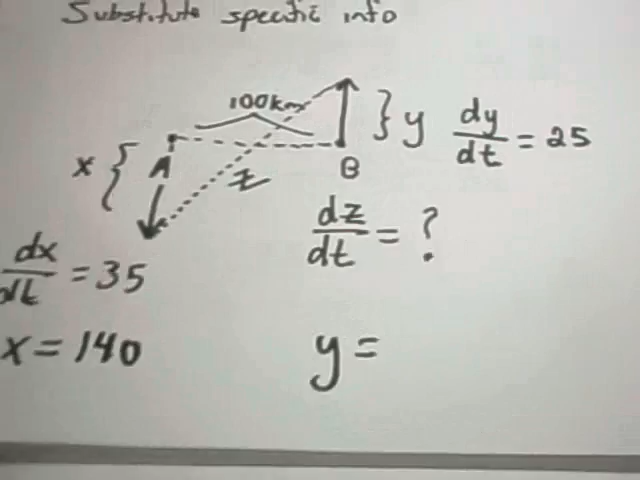 Substitute specific info
100km
x { A z B } y dy/dt = 25
dz/dt = ?
dx/dt = 35
x = 140 y =